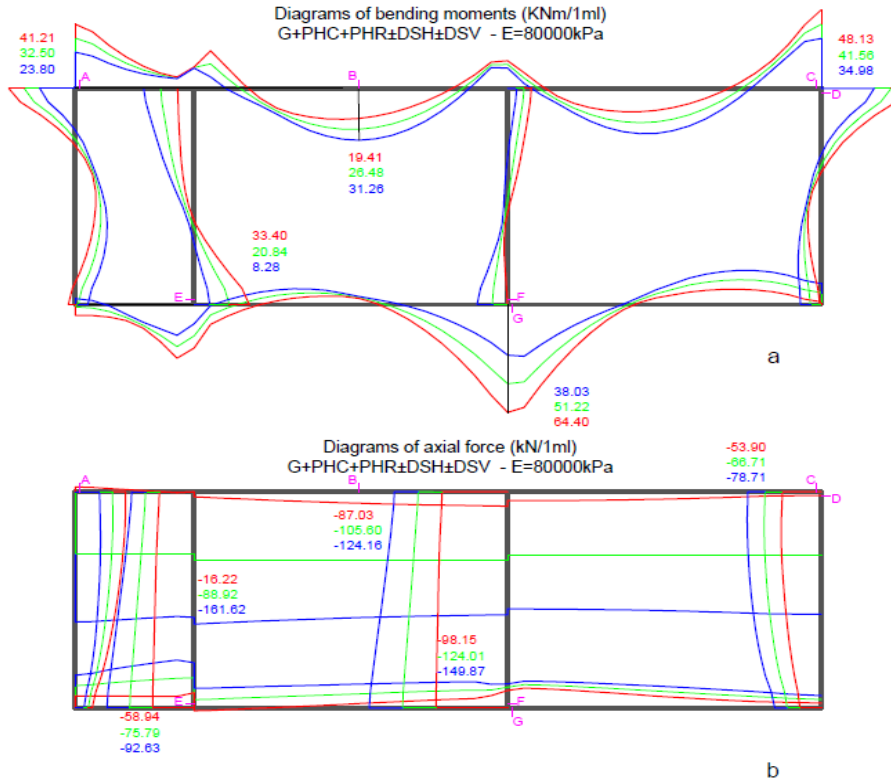 Diagrams of bending moments (KNm/1ml)
G+PHC+PHR±DSH±DSV - E=80000kPa
41.21
32.50
23.80
48.13
41.56
34.98
A
B
C
D
19.41
26.48
31.26
33.40
20.84
8.28
E
F
G
a
38.03
51.22
64.40
Diagrams of axial force (kN/1ml)
G+PHC+PHR±DSH±DSV - E=80000kPa
-53.90
-66.71
-78.71
A
B
C
D
-87.03
-105.60
-124.16
-16.22
-88.92
-161.62
-98.15
-124.01
-149.87
E
F
G
-58.94
-75.79
-92.63
b